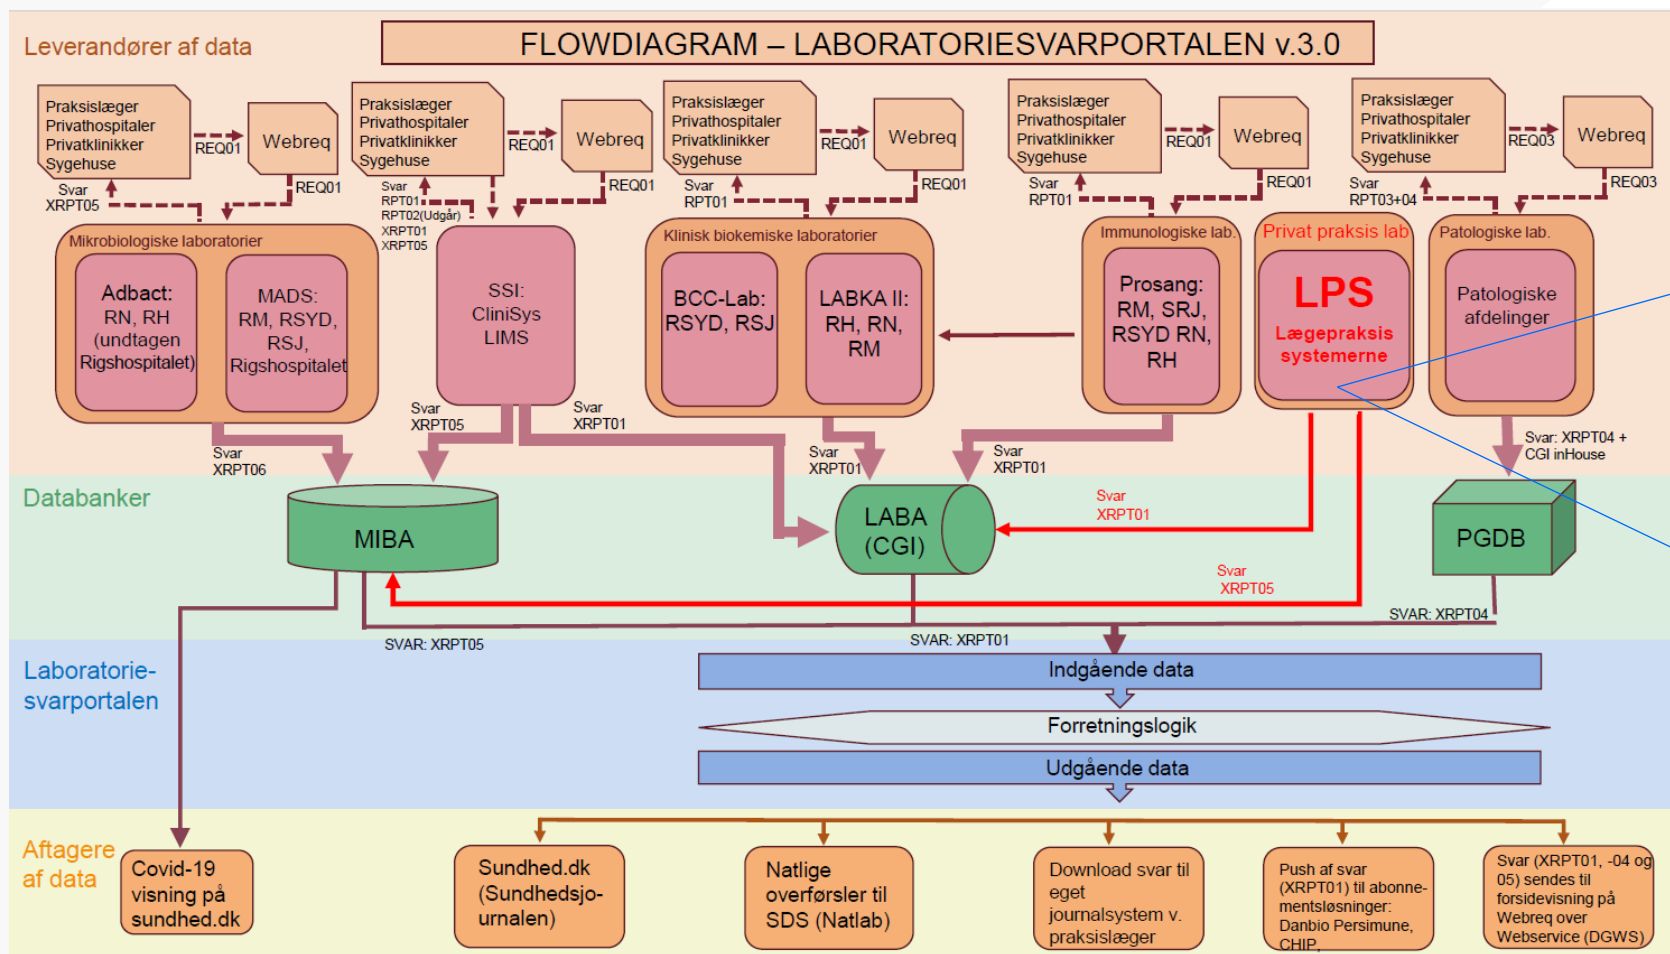 Leverandører af data
FLOWDIAGRAM – LABORATORIESVARPORTALEN v.3.0
Praksislæger
Privathospitaler
Privatklinikker
Sygehuse
REQ01
Webreq
Svar
XRPT05
REQ01
Praksislæger
Privathospitaler
Privatklinikker
Sygehuse
REQ01
Webreq
Svar
RPT01
RPT02(Udgår)
XRPT01
XRPT05
REQ01
Praksislæger
Privathospitaler
Privatklinikker
Sygehuse
REQ01
Webreq
Svar
RPT01
REQ01
Praksislæger
Privathospitaler
Privatklinikker
Sygehuse
REQ01
Webreq
Svar
RPT01
REQ01
Praksislæger
Privathospitaler
Privatklinikker
Sygehuse
REQ03
Webreq
Svar
RPT03+04
REQ03
Mikrobiologiske laboratorier
Adbact:
RN, RH
(undtagen
Rigshospitalet)
MADS:
RM, RSYD,
RSJ,
Rigshospitalet
SSI:
CliniSys
LIMS
Klinisk biokemiske laboratorier
BCC-Lab:
RSYD, RSJ
LABKA II:
RH, RN,
RM
Immunologiske lab.
Prosang:
RM, SRJ,
RSYD RN,
RH
Privat praksis lab
LPS
Lægepraksis
systemerne
Patologiske lab.
Patologiske
afdelinger
Svar
XRPT06
Svar
XRPT05
Svar
XRPT01
Svar
XRPT01
Svar
XRPT01
Svar: XRPT04 +
CGI inHouse
Databanker
MIBA
LABA
(CGI)
Svar
XRPT01
PGDB
Svar
XRPT05
SVAR: XRPT05
SVAR: XRPT01
SVAR: XRPT04
Laboratorie-
svarportalen
Indgående data
Forretningslogik
Udgående data
Aftagere
af data
Covid-19
visning på
sundhed.dk
Sundhed.dk
(Sundhedsjo-
urnalen)
Natlige
overførsler til
SDS (Natlab)
Download svar til
eget
journalsystem v.
praksislæger
Push af svar
(XRPT01) til abonne-
mentsløsninger:
Danbio Persimune,
CHIP,
Svar (XRPT01, -04 og
05) sendes til
forsidevisning på
Webreq over
Webservice (DGWS)